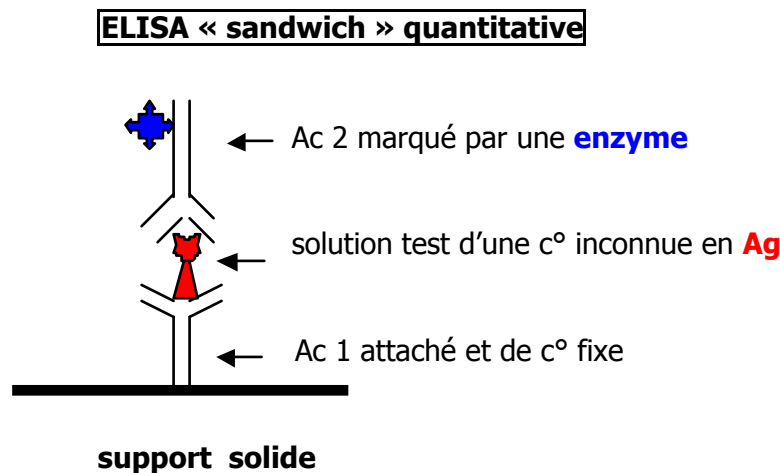 ELISA « sandwich » quantitative
Ac 2 marqué par une enzyme
solution test d’une c° inconnue en Ag
Ac 1 attaché et de c° fixe
support solide